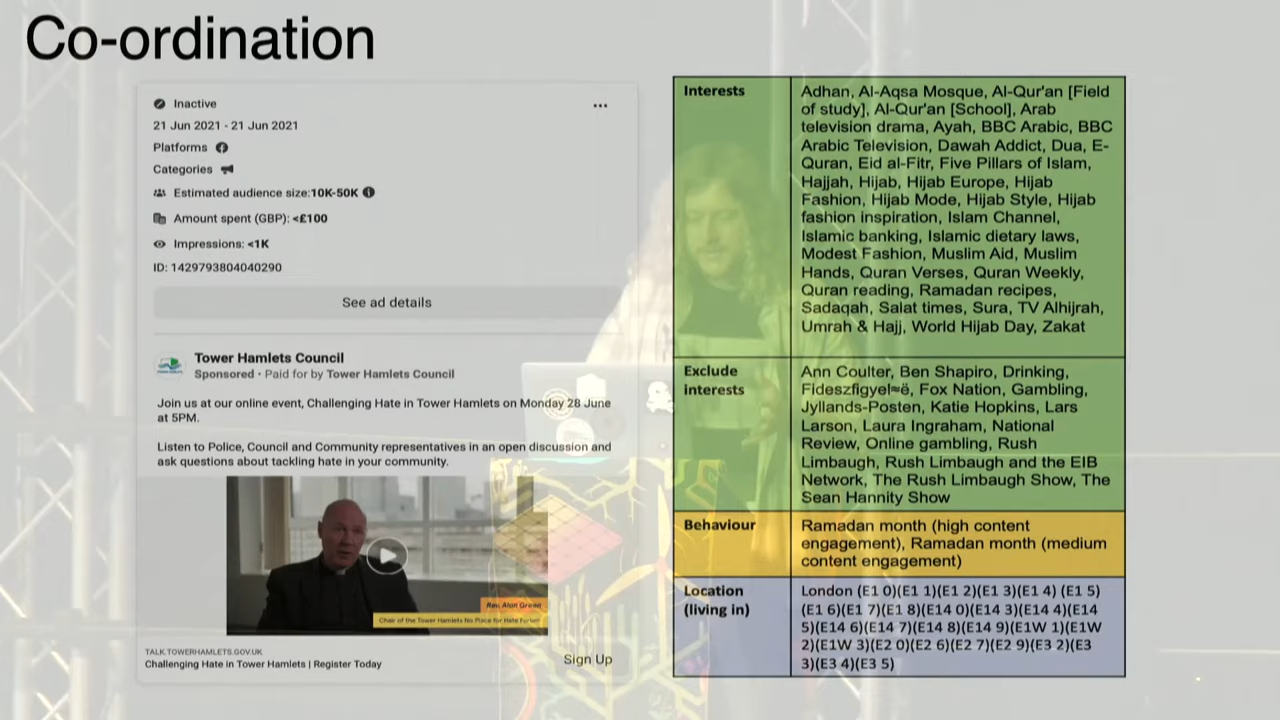 Co-ordination
Inactive
21 Jun 2021 - 21 Jun 2021
Platforms
Categories
Estimated audience size:10K-50K
Amount spent (GBP): <£100
Impressions: <1K
ID: 1429793804040290
See ad details
Tower Hamlets Council
Sponsored · Paid for by Tower Hamlets Council
Join us at our online event, Challenging Hate in Tower Hamlets on Monday 28 June
at 5PM.
Listen to Police, Council and Community representatives in an open discussion and
ask questions about tackling hate in your community.
Rev. Alan Green
Chair of the Tower Hamlets No Place for Hate Forum
TALK.TOWERHAMLETS.GOV.UK
Challenging Hate in Tower Hamlets | Register Today
Sign Up
Interests
Adhan, Al-Aqsa Mosque, Al-Qur'an [Field
of study], Al-Qur'an [School], Arab
television drama, Ayah, BBC Arabic, BBC
Arabic Television, Dawah Addict, Dua, E-
Quran, Eid al-Fitr, Five Pillars of Islam,
Hajjah, Hijab, Hijab Europe, Hijab
Fashion, Hijab Mode, Hijab Style, Hijab
fashion inspiration, Islam Channel,
Islamic banking, Islamic dietary laws,
Modest Fashion, Muslim Aid, Muslim
Hands, Quran Verses, Quran Weekly,
Quran reading, Ramadan recipes,
Sadaqah, Salat times, Sura, TV Alhijrah,
Umrah & Hajj, World Hijab Day, Zakat
Exclude
interests
Ann Coulter, Ben Shapiro, Drinking,
Fideszfigyel≈ë, Fox Nation, Gambling,
Jyllands-Posten, Katie Hopkins, Lars
Larson, Laura Ingraham, National
Review, Online gambling, Rush
Limbaugh, Rush Limbaugh and the EIB
Network, The Rush Limbaugh Show, The
Sean Hannity Show
Behaviour
Ramadan month (high content
engagement), Ramadan month (medium
content engagement)
Location
(living in)
London (E1 0)(E1 1)(E1 2)(E1 3)(E1 4) (E1 5)
(E1 6)(E1 7)(E1 8)(E14 0)(E14 3)(E14 4)(E14
5)(E14 6)(E14 7)(E14 8)(E14 9)(E1W 1)(E1W
2)(E1W 3)(E2 0)(E2 6)(E2 7)(E2 9)(E3 2)(E3
3)(E3 4)(E3 5)